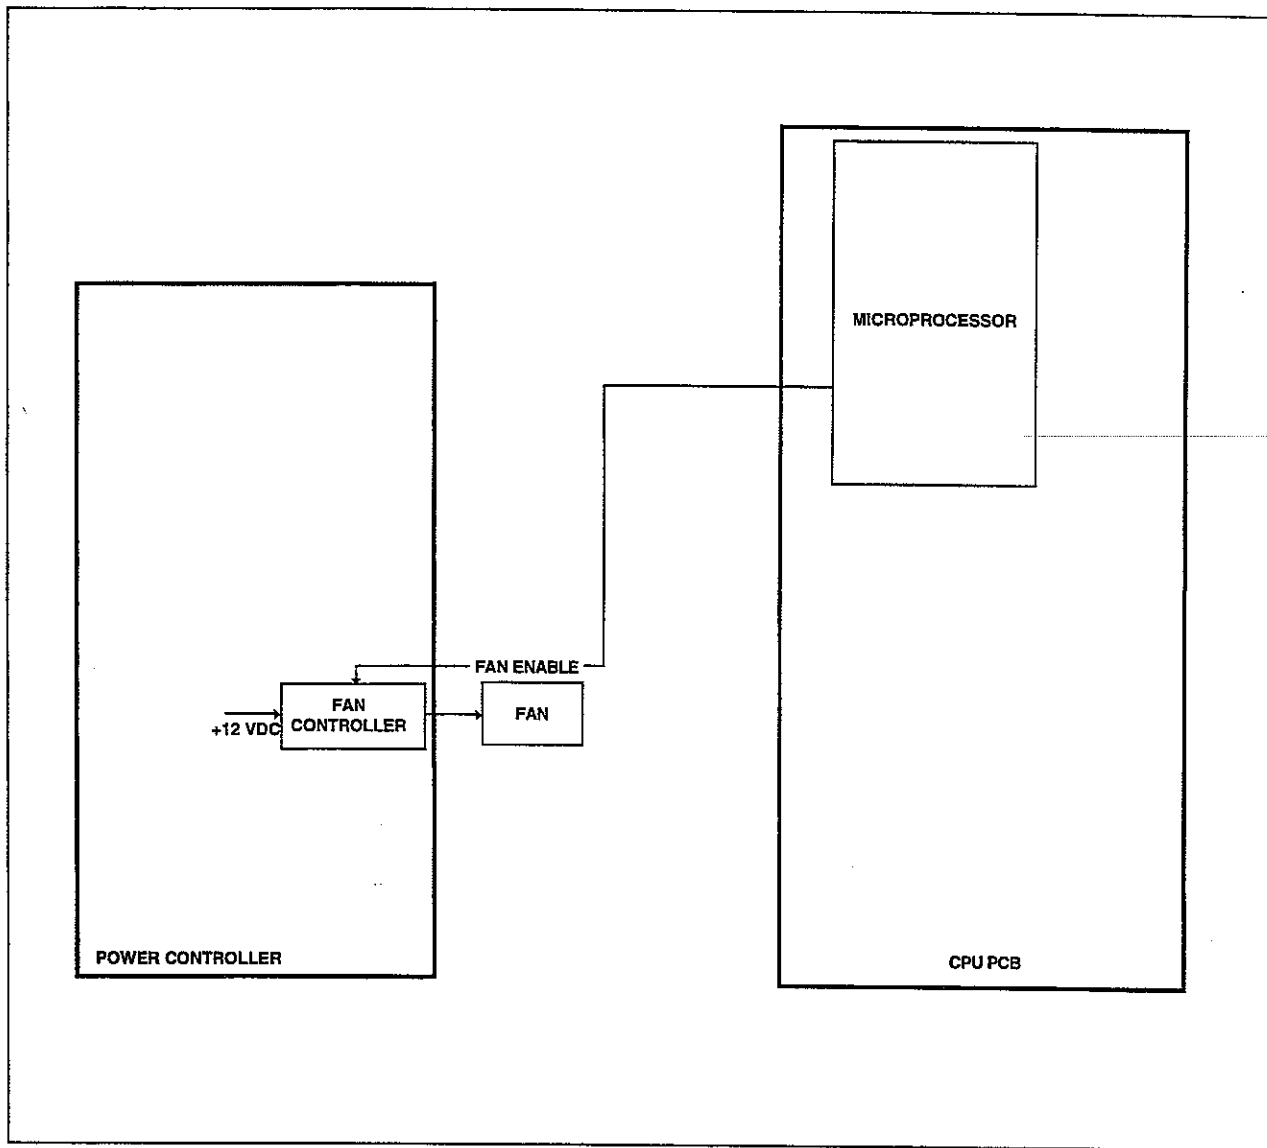 MICROPROCESSOR
FAN ENABLE
FAN
CONTROLLER
FAN
+12 VDC
POWER CONTROLLER
CPU PCB